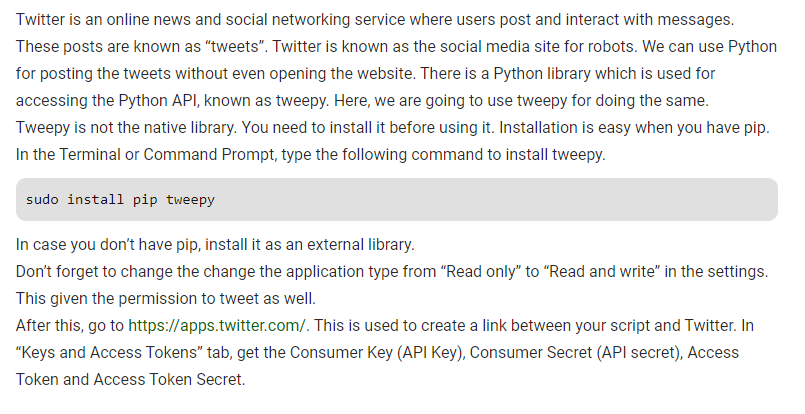 Twitter is an online news and social networking service where users post and interact with messages.
These posts are known as “tweets”. Twitter is known as the social media site for robots. We can use Python
for posting the tweets without even opening the website. There is a Python library which is used for
accessing the Python API, known as tweepy. Here, we are going to use tweepy for doing the same.
Tweepy is not the native library. You need to install it before using it. Installation is easy when you have pip.
In the Terminal or Command Prompt, type the following command to install tweepy.
sudo install pip tweepy
In case you don’t have pip, install it as an external library.
Don’t forget to change the change the application type from “Read only” to “Read and write” in the settings.
This given the permission to tweet as well.
After this, go to https://apps.twitter.com/. This is used to create a link between your script and Twitter. In
“Keys and Access Tokens” tab, get the Consumer Key (API Key), Consumer Secret (API secret), Access
Token and Access Token Secret.